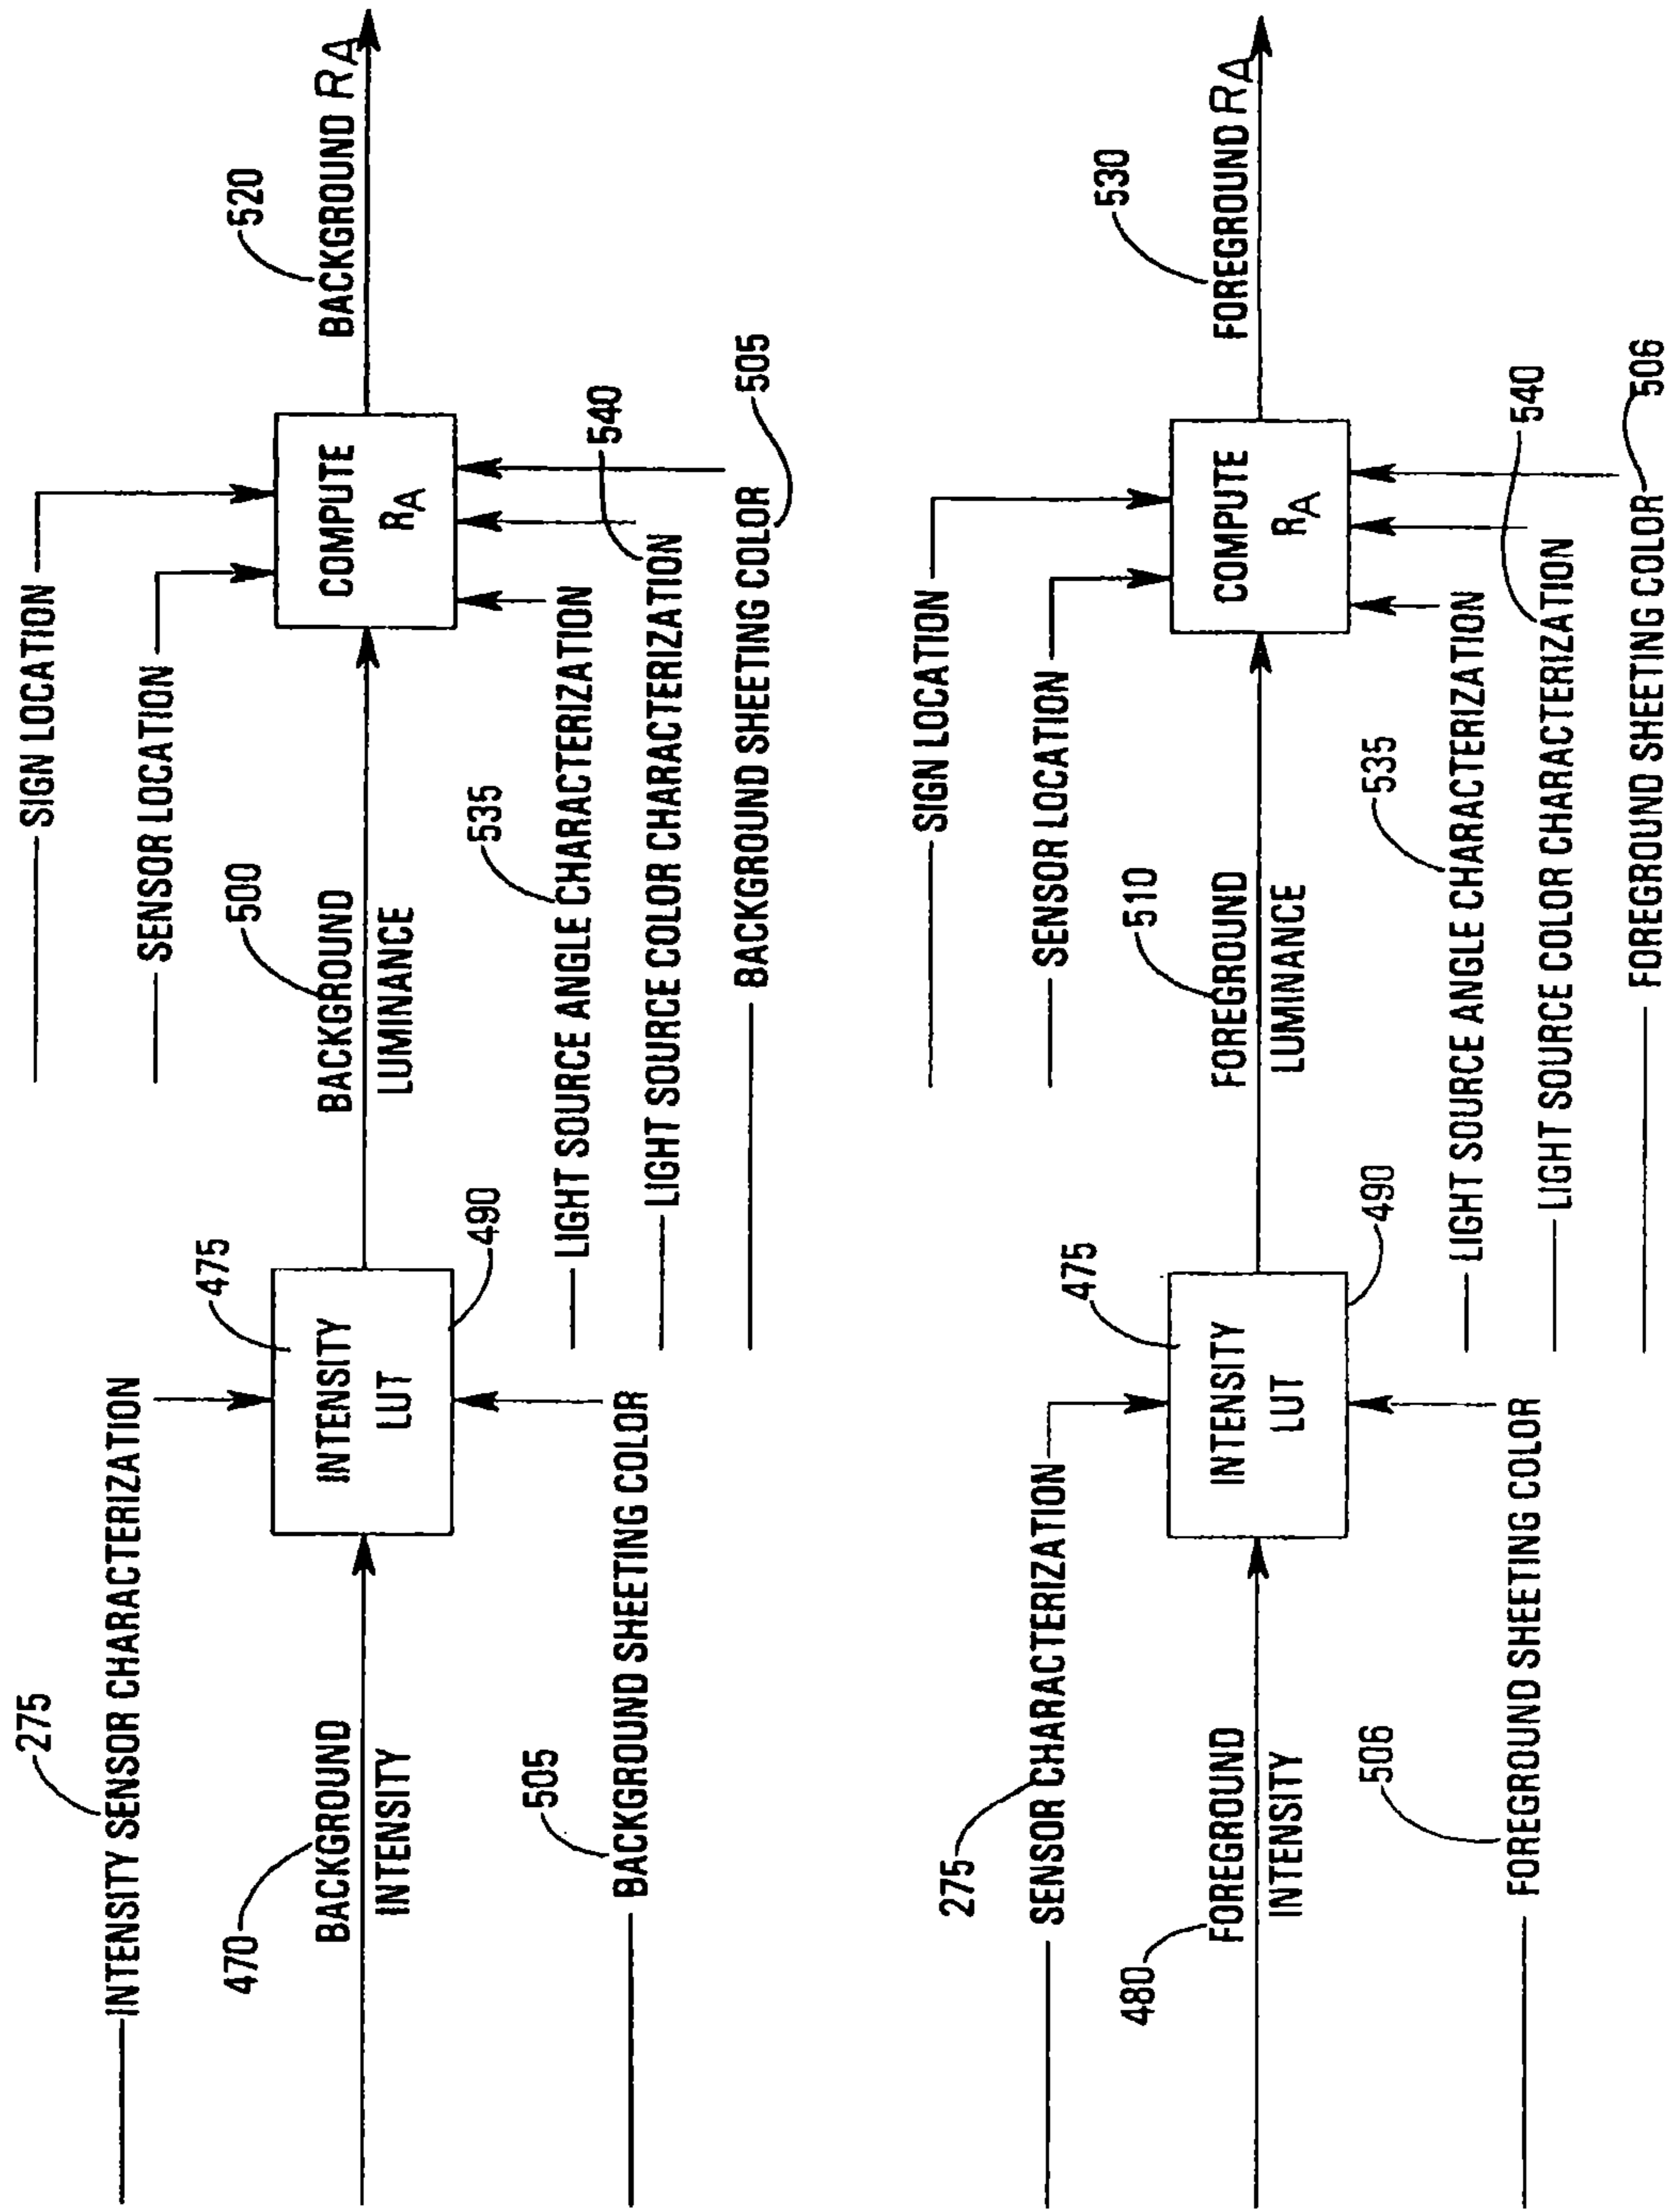 275
INTENSITY SENSOR CHARACTERIZATION
470
BACKGROUND
INTENSITY
505
BACKGROUND SHEETING COLOR
475
INTENSITY
LUT
490
SIGN LOCATION
SENSOR LOCATION
500
BACKGROUND
LUMINANCE
535
LIGHT SOURCE ANGLE CHARACTERIZATION
540
LIGHT SOURCE COLOR CHARACTERIZATION
505
BACKGROUND SHEETING COLOR
COMPUTE
RA
520
BACKGROUND RA
275
SENSOR CHARACTERIZATION
480
FOREGROUND
INTENSITY
506
FOREGROUND SHEETING COLOR
475
INTENSITY
LUT
490
SIGN LOCATION
SENSOR LOCATION
510
FOREGROUND
LUMINANCE
535
LIGHT SOURCE ANGLE CHARACTERIZATION
540
LIGHT SOURCE COLOR CHARACTERIZATION
506
FOREGROUND SHEETING COLOR
COMPUTE
RA
530
FOREGROUND RA